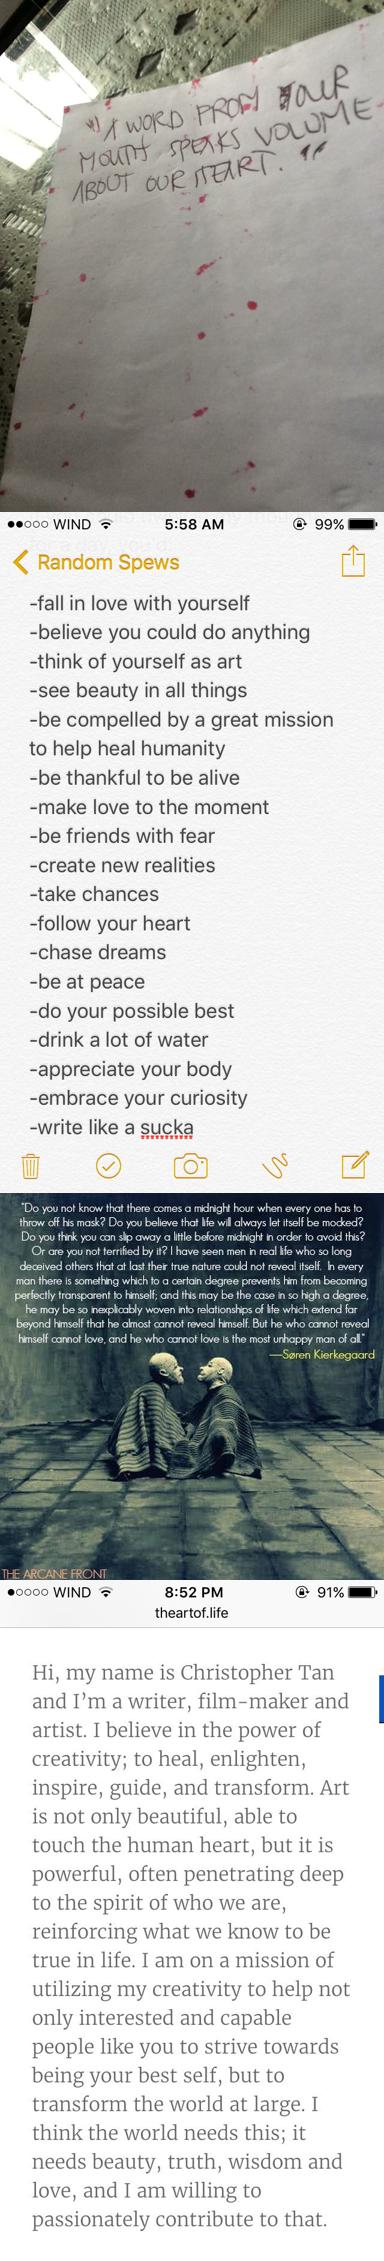 "A WORD FROM YOUR
MOUTH SPEAKS VOLUME
ABOUT OUR HEART. "
WIND 5:58 AM 99%
Random Spews
-fall in love with yourself
-believe you could do anything
-think of yourself as art
-see beauty in all things
-be compelled by a great mission
to help heal humanity
-be thankful to be alive
-make love to the moment
-be friends with fear
-create new realities
-take chances
-follow your heart
-chase dreams
-be at peace
-do your possible best
-drink a lot of water
-appreciate your body
-embrace your curiosity
-write like a sucka
"Do you not know that there comes a midnight hour when every one has to
throw off his mask? Do you believe that life will always let itself be mocked?
Do you think you can slip away a little before midnight in order to avoid this?
Or are you not terrified by it? I have seen men in real life who so long
deceived others that at last their true nature could not reveal itself. In every
man there is something which to a certain degree prevents him from becoming
perfectly transparent to himself; and this may be the case in so high a degree,
he may be so inexplicably woven into relationships of life which extend far
beyond himself that he almost cannot reveal himself. But he who cannot reveal
himself cannot love, and he who cannot love is the most unhappy man of all."
—Søren Kierkegaard
THE ARCANE FRONT
WIND 8:52 PM 91%
theartof.life
Hi, my name is Christopher Tan
and I'm a writer, film-maker and
artist. I believe in the power of
creativity; to heal, enlighten,
inspire, guide, and transform. Art
is not only beautiful, able to
touch the human heart, but it is
powerful, often penetrating deep
to the spirit of who we are,
reinforcing what we know to be
true in life. I am on a mission of
utilizing my creativity to help not
only interested and capable
people like you to strive towards
being your best self, but to
transform the world at large. I
think the world needs this; it
needs beauty, truth, wisdom and
love, and I am willing to
passionately contribute to that.